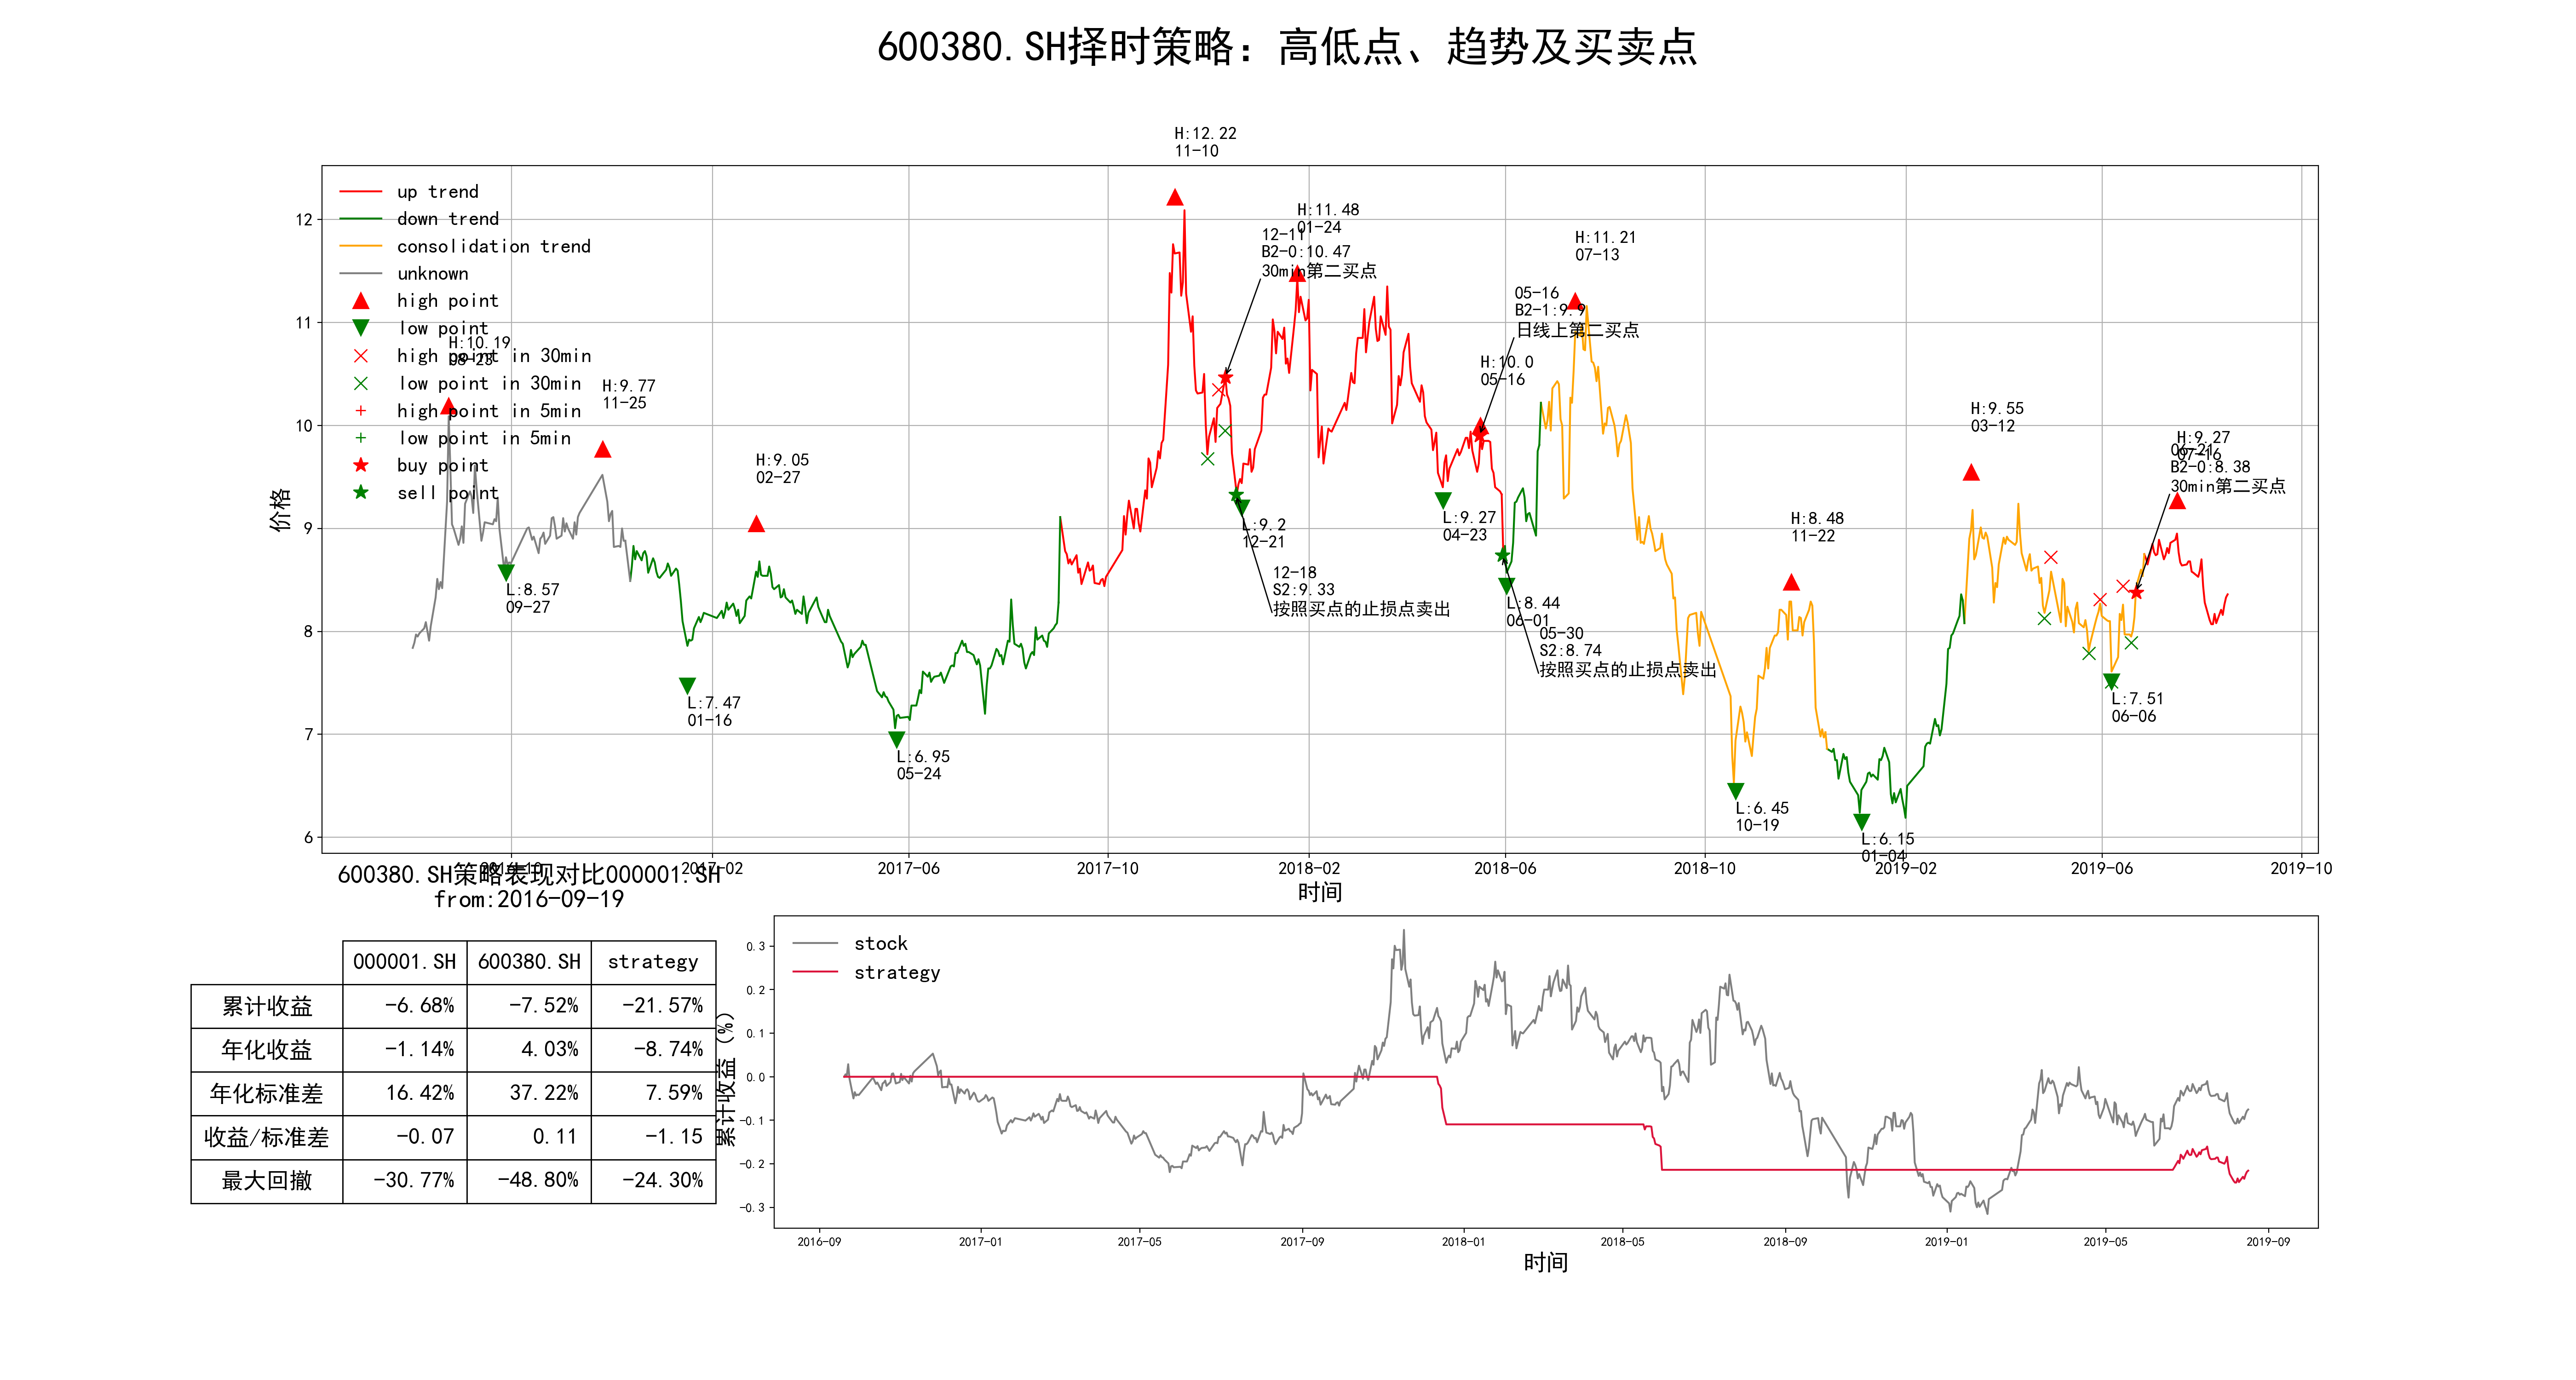 600380.SH择时策略: 高低点、趋势及买卖点
H:12.22
11-10
up trend
down trend
consolidation trend
unknown
high point
low point
high point in 30min
low point in 30min
high point in 5min
low point in 5min
buy point
sell point
H:10.19
08-23
L:8.57
09-27
H:9.77
11-25
L:7.47
01-16
H:9.05
02-27
L:6.95
05-24
12-11
B2-0:10.47
30min第二买点
H:11.48
01-24
L:9.2
12-21
12-18
S2:9.33
按照买点的止损点卖出
L:9.27
04-23
H:10.0
05-16
05-16
B2-1:9.9
日线上第二买点
L:8.44
06-01
05-30
S2:8.74
按照买点的止损点卖出
H:11.21
07-13
L:6.45
10-19
H:8.48
11-22
L:6.15
01-04
H:9.55
03-12
L:7.51
06-06
H:9.27
07-16
06-21
B2-0:8.38
30min第二买点
价格
12
11
10
9
8
7
6
2016-10
2017-02
2017-06
2017-10
2018-02
2018-06
2018-10
2019-02
2019-06
2019-10
时间
600380.SH策略表现对比000001.SH
from:2016-09-19
000001.SH 600380.SH strategy
累计收益 -6.68% -7.52% -21.57%
年化收益 -1.14% 4.03% -8.74%
年化标准差 16.42% 37.22% 7.59%
收益/标准差 -0.07 0.11 -1.15
最大回撤 -30.77% -48.80% -24.30%
累计收益 (%)
stock
strategy
0.3
0.2
0.1
0.0
-0.1
-0.2
-0.3
2016-09
2017-01
2017-05
2017-09
2018-01
2018-05
2018-09
2019-01
2019-05
2019-09
时间